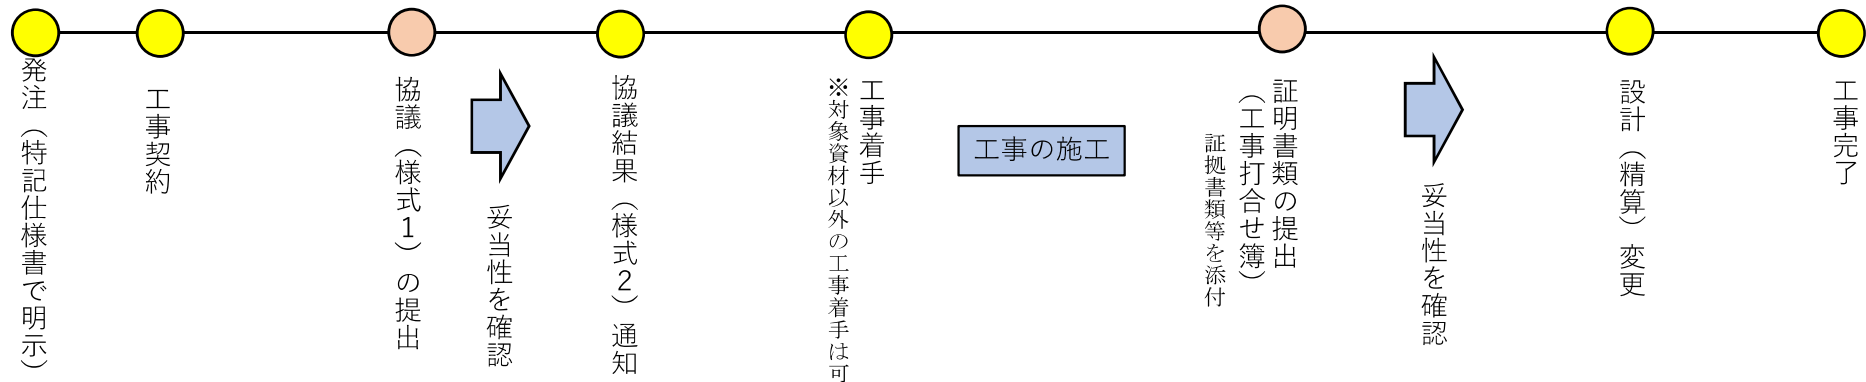 発注（特記仕様書で明示）
工事契約
協議（様式１）の提出
妥当性を確認
協議結果（様式２）通知
工事着手
※対象資材以外の工事着手は可
工事の施工
証明書類の提出
（工事打合せ簿）
証拠書類等を添付
妥当性を確認
設計（精算）変更
工事完了